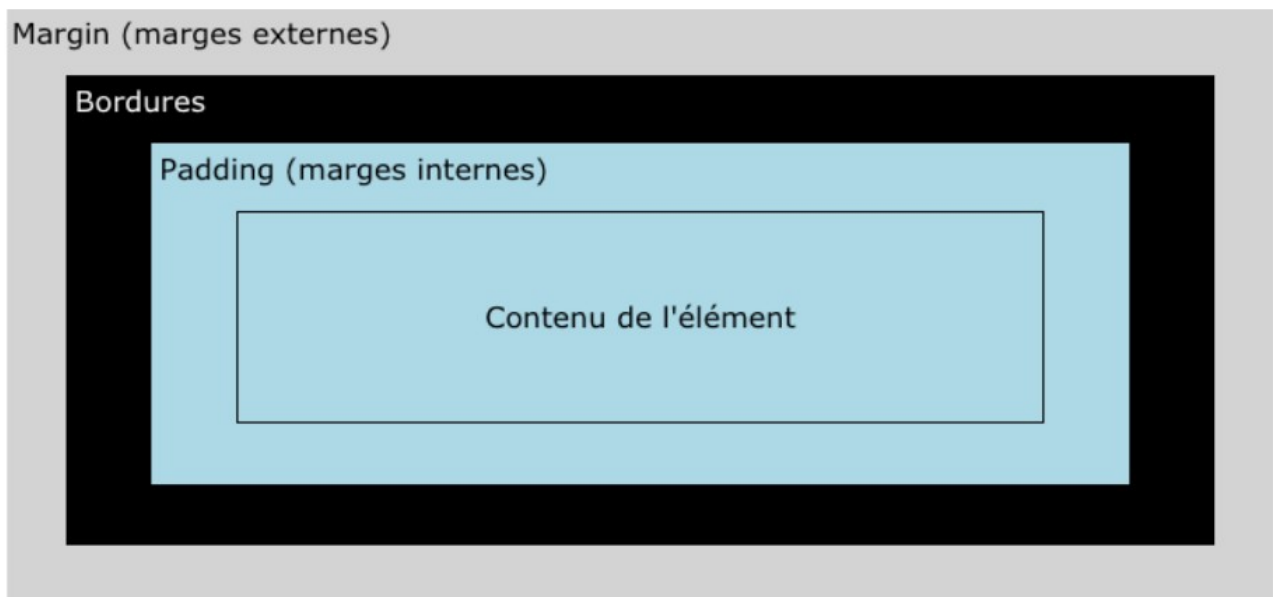 Margin (marges externes)
Bordures
Padding (marges internes)
Contenu de l'élément